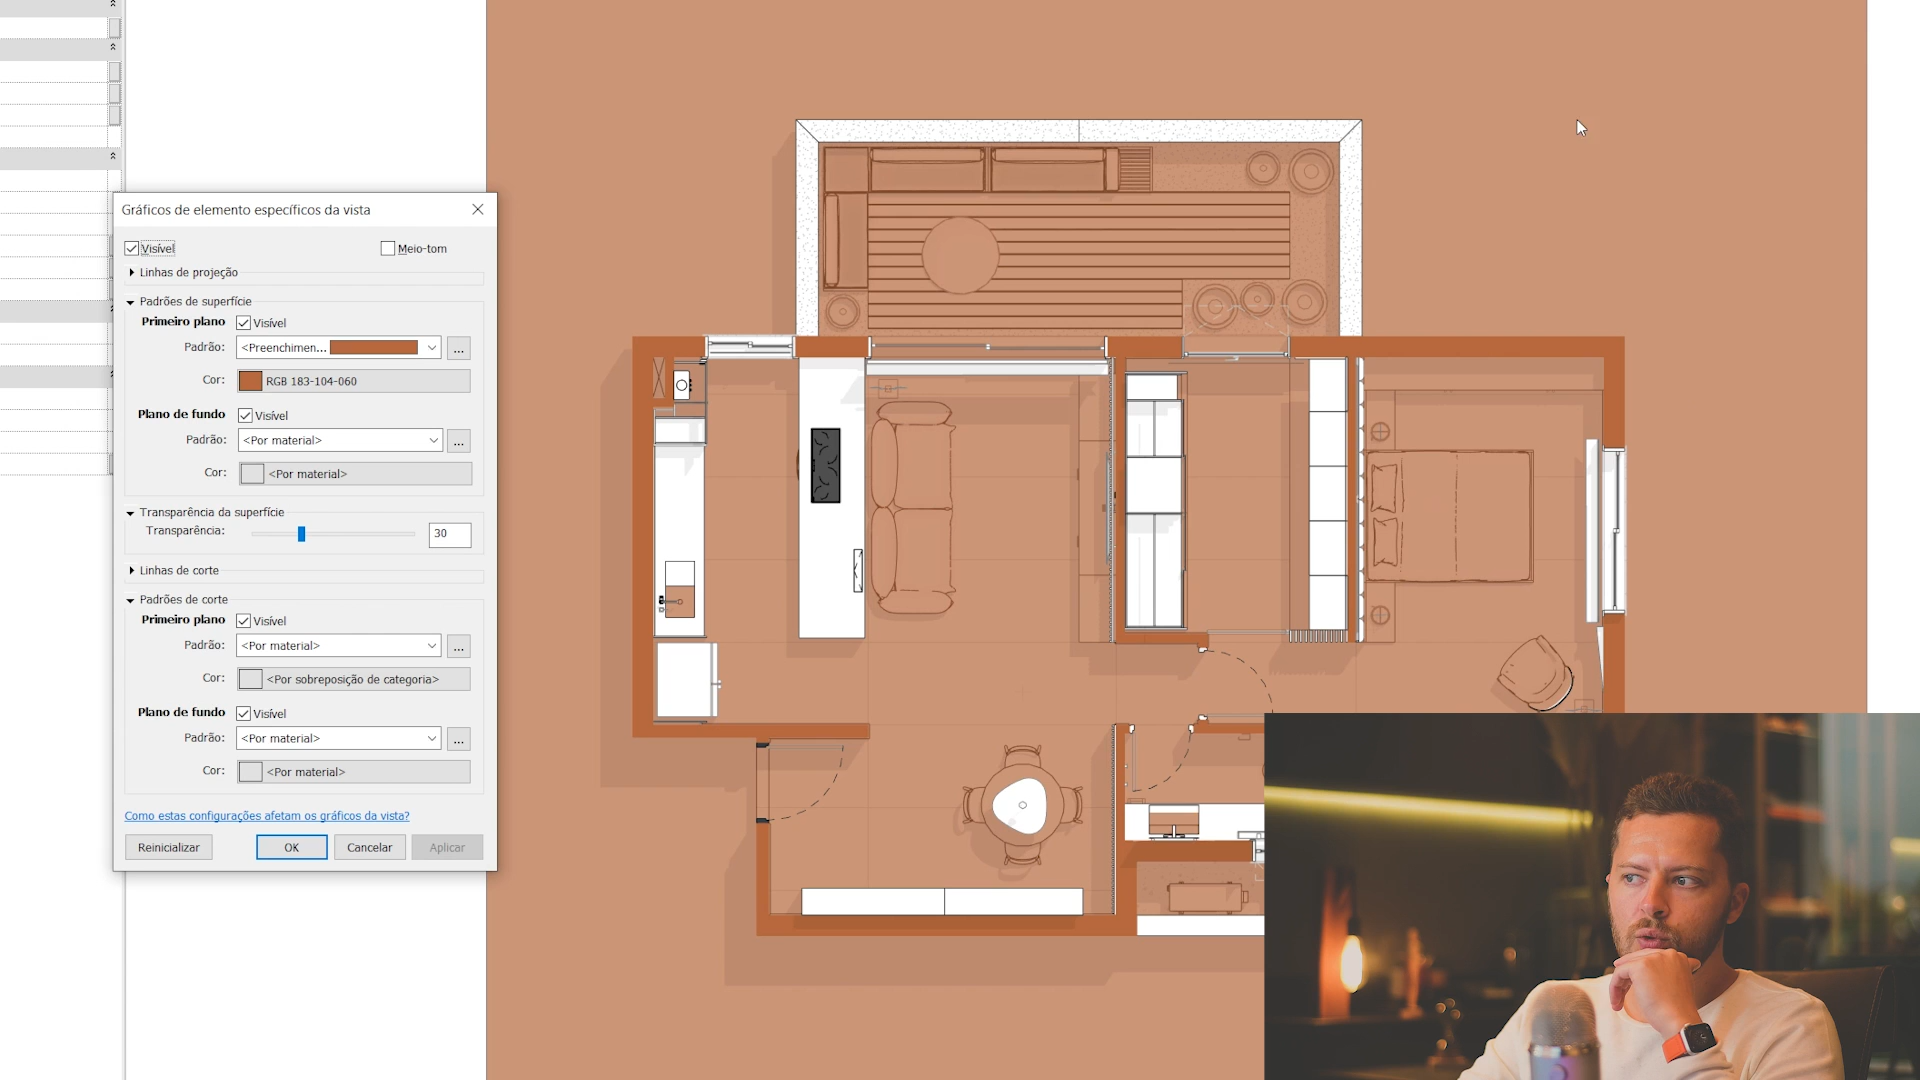 Gráficos de elemento específicos da vista
Visível
Meio-tom
Linhas de projeção
Padrões de superfície
Primeiro plano Visível
Padrão: <Preenchimen...
...
Cor: RGB 183-104-060
Plano de fundo Visível
Padrão: <Por material>
...
Cor: <Por material>
Transparência da superfície
Transparência: 30
Linhas de corte
Padrões de corte
Primeiro plano Visível
Padrão: <Por material>
...
Cor: <Por sobreposição de categoria>
Plano de fundo Visível
Padrão: <Por material>
...
Cor: <Por material>
Como estas configurações afetam os gráficos da vista?
Reinicializar OK Cancelar Aplicar